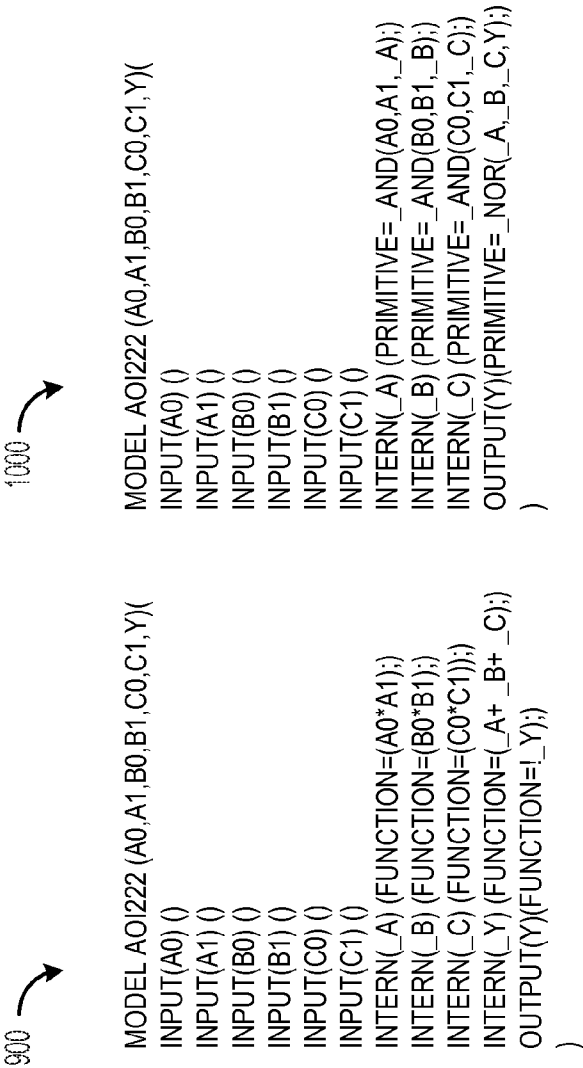 900
MODEL AOI222 (A0,A1,B0,B1,C0,C1,Y)(
INPUT(A0) ()
INPUT(A1) ()
INPUT(B0) ()
INPUT(B1) ()
INPUT(C0) ()
INPUT(C1) ()
INTERN(_A) (FUNCTION=(A0*A1);)
INTERN(_B) (FUNCTION=(B0*B1);)
INTERN(_C) (FUNCTION=(C0*C1));)
INTERN(_Y) (FUNCTION=(_A+ _B+ _C);)
OUTPUT(Y)(FUNCTION=!_Y);)
)
1000
MODEL AOI222 (A0,A1,B0,B1,C0,C1,Y)(
INPUT(A0) ()
INPUT(A1) ()
INPUT(B0) ()
INPUT(B1) ()
INPUT(C0) ()
INPUT(C1) ()
INTERN(_A) (PRIMITIVE=_AND(A0,A1,_A);)
INTERN(_B) (PRIMITIVE=_AND(B0,B1,_B);)
INTERN(_C) (PRIMITIVE=_AND(C0,C1,_C);)
OUTPUT(Y)(PRIMITIVE=_NOR(_A,_B,_C,Y);)
)